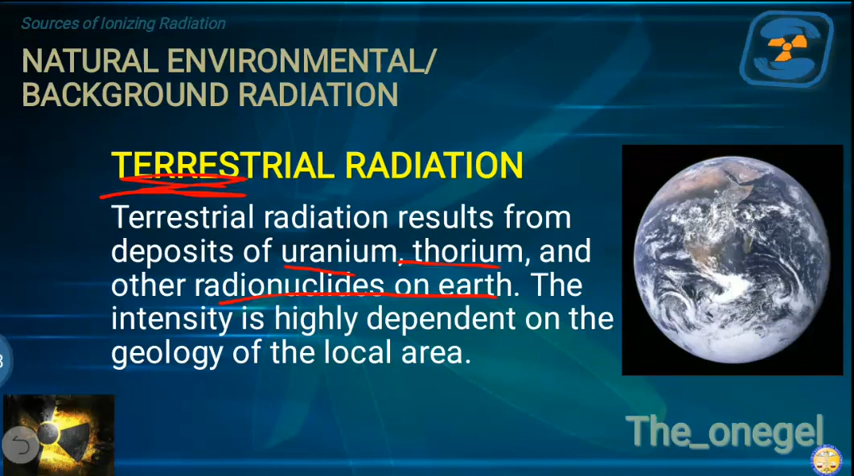 Sources of Ionizing Radiation
NATURAL ENVIRONMENTAL/
BACKGROUND RADIATION
TERRESTRIAL RADIATION
Terrestrial radiation results from
deposits of uranium, thorium, and
other radionuclides on earth. The
intensity is highly dependent on the
geology of the local area.
The_onegel